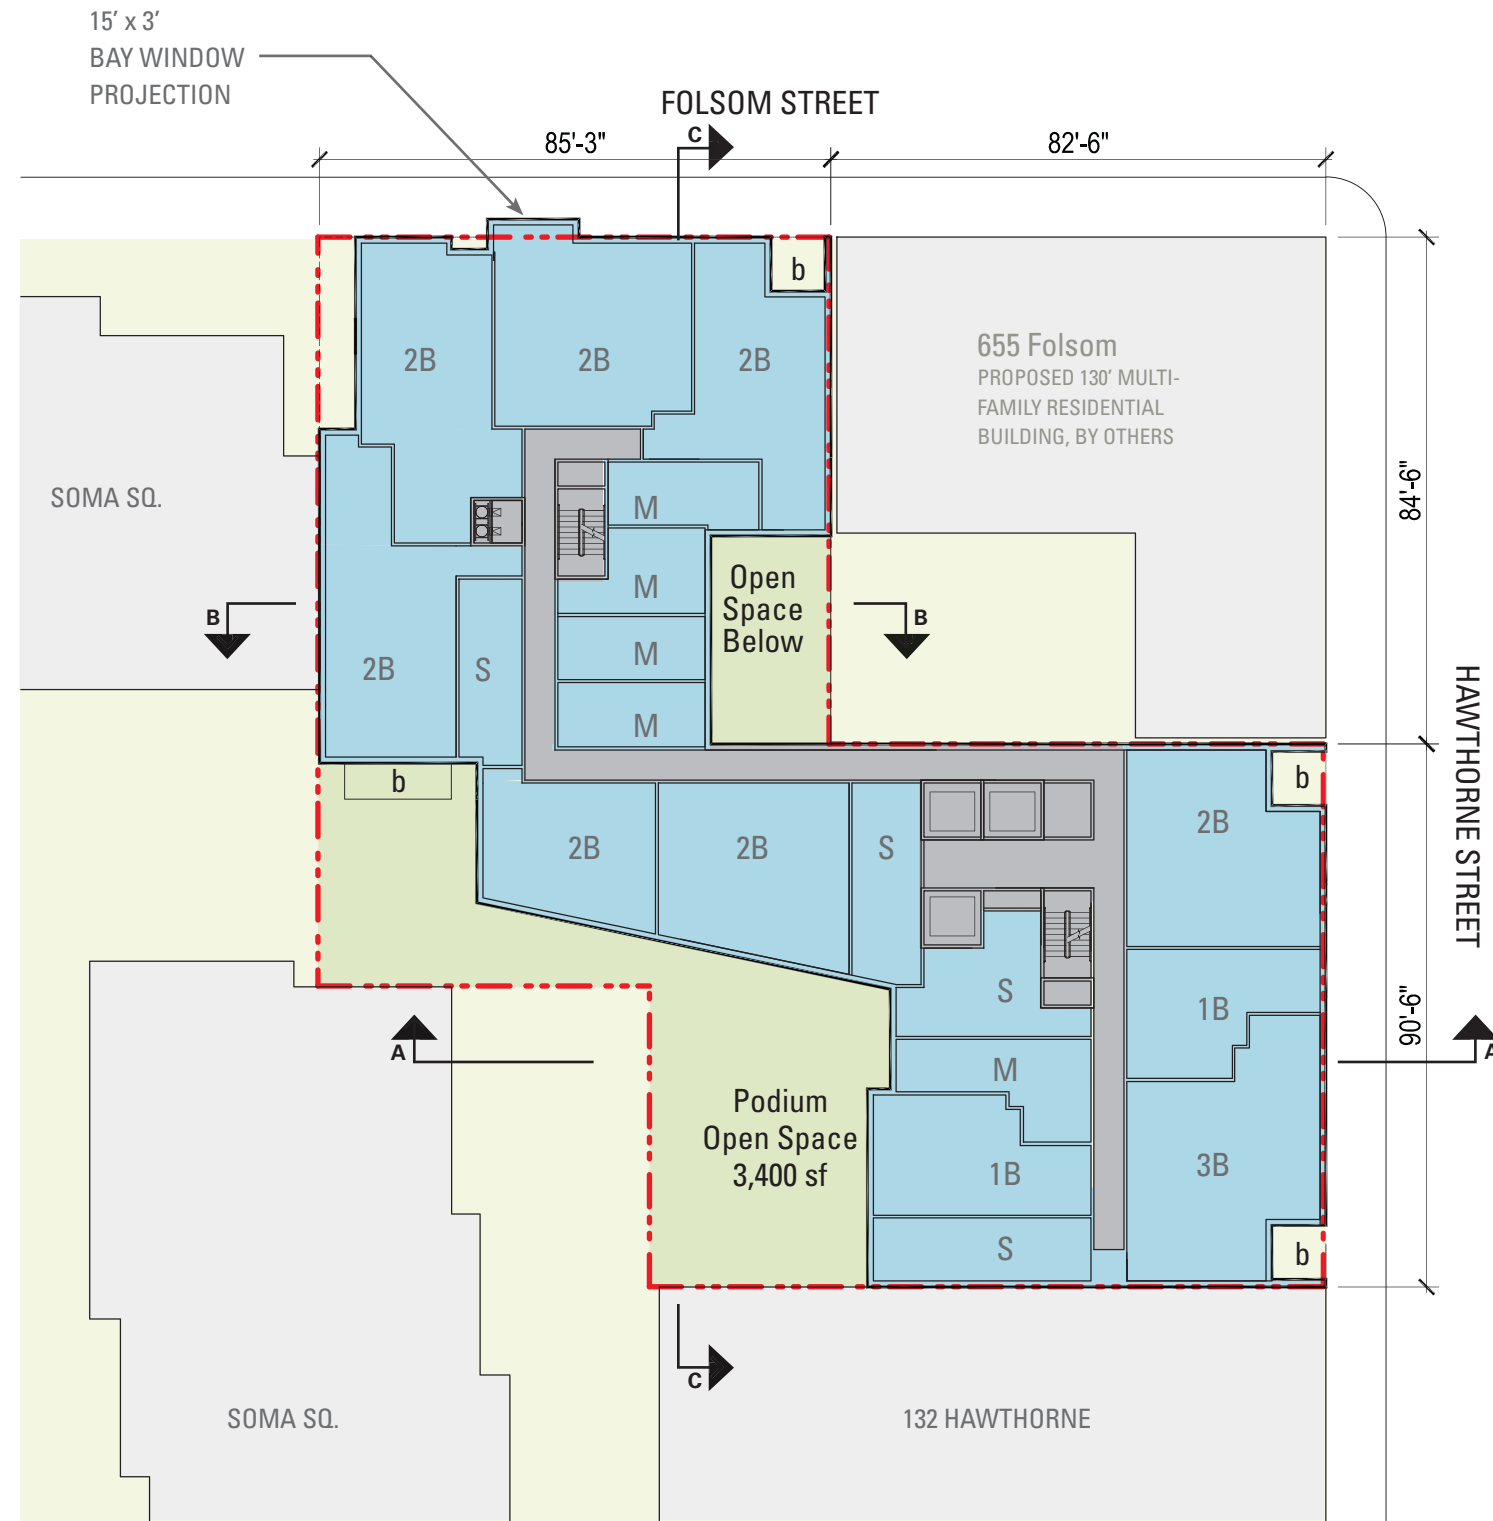 15’ x 3’
BAY WINDOW
PROJECTION
FOLSOM STREET
85'-3"
C
82'-6"
b
2B
2B
2B
655 Folsom
PROPOSED 130’ MULTI-
FAMILY RESIDENTIAL
BUILDING, BY OTHERS
SOMA SQ.
84'-6"
M
Open
Space
Below
M
B
B
M
2B
S
M
HAWTHORNE STREET
b
b
2B
2B
2B
S
S
1B
90'-6"
A
A
M
Podium
Open Space
3,400 sf
1B
3B
S
b
C
SOMA SQ.
132 HAWTHORNE